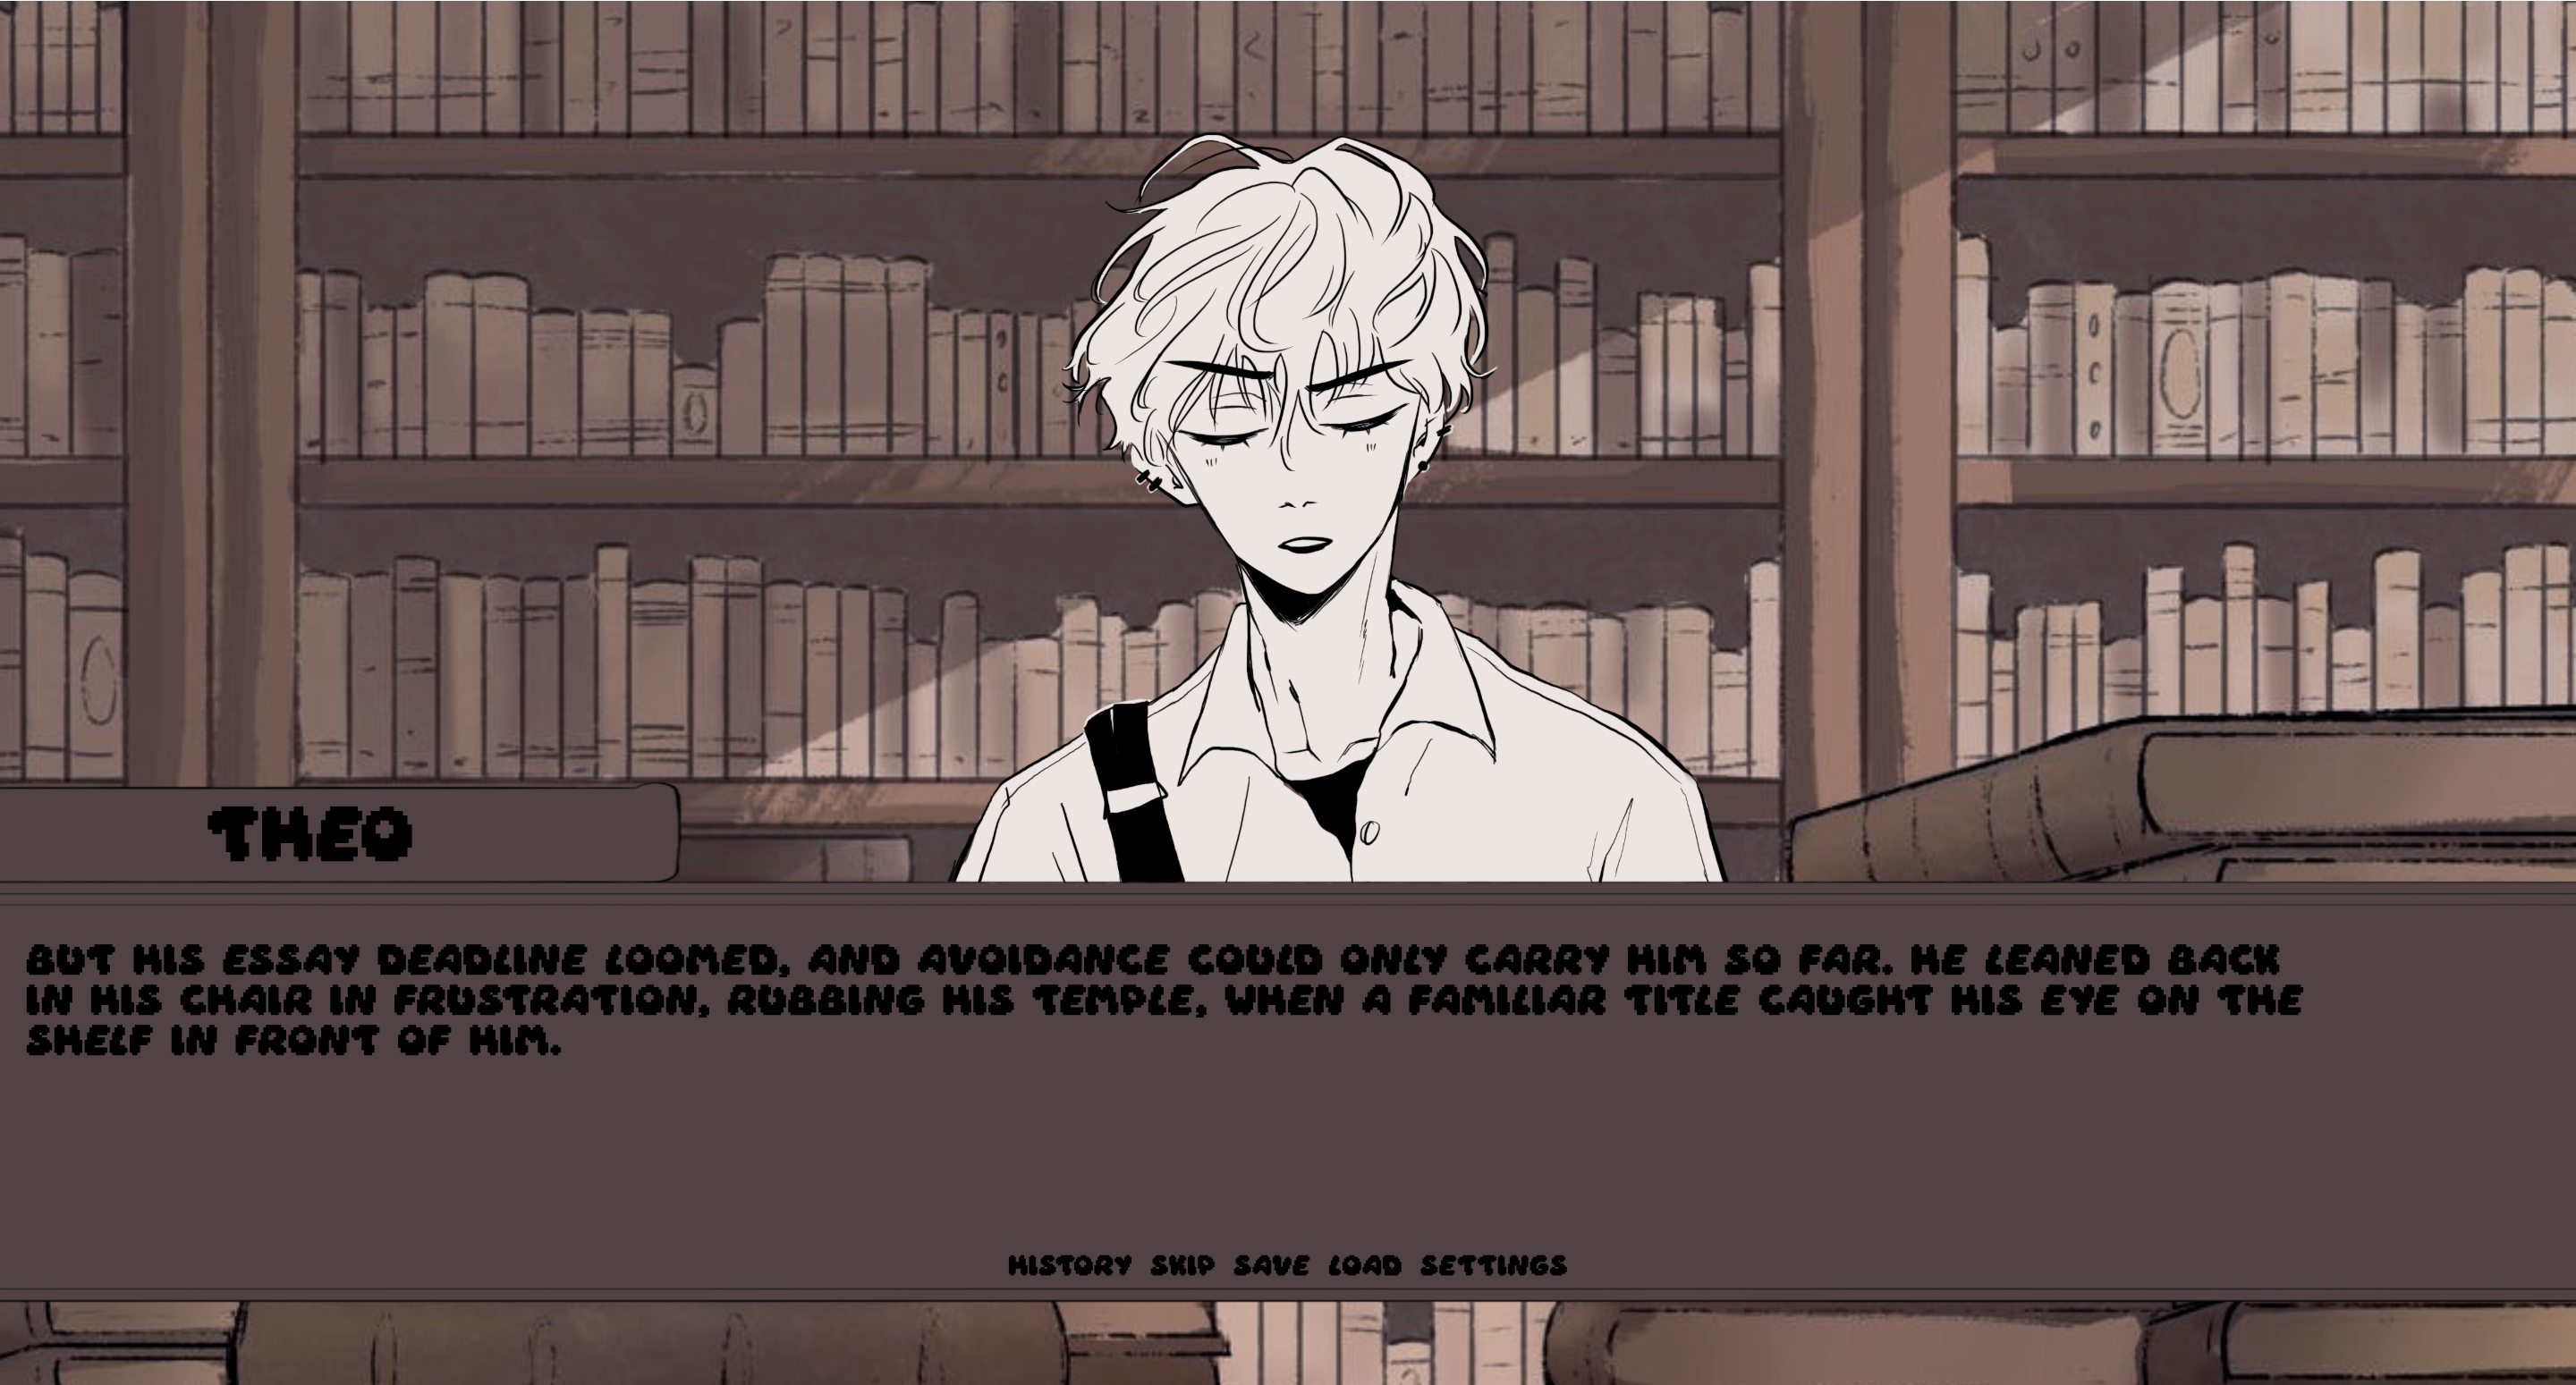 THEO
BUT HIS ESSAY DEADLINE LOOMED, AND AVOIDANCE COULD ONLY CARRY HIM SO FAR. HE LEANED BACK
IN HIS CHAIR IN FRUSTRATION, RUBBING HIS TEMPLE, WHEN A FAMILIAR TITLE CAUGHT HIS EYE ON THE
SHELF IN FRONT OF HIM.
HISTORY SKIP SAVE LOAD SETTINGS